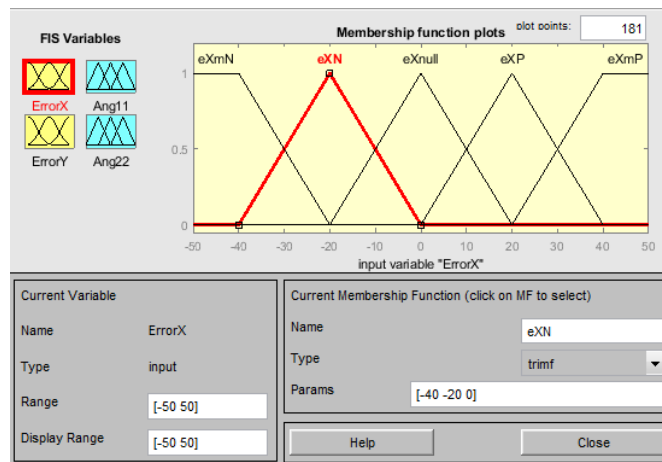 FIS Variables
Membership function plots
plot points:
181
eXmN
eXN
eXnull
eXP
eXmP
1
0.5
0
-50
-40
-30
-20
-10
0
10
20
30
40
50
input variable "ErrorX"
ErrorX
Ang11
ErrorY
Ang22
Current Variable
Name
ErrorX
Type
input
Range
[-50 50]
Display Range
[-50 50]
Current Membership Function (click on MF to select)
Name
eXN
Type
trimf
Params
[-40 -20 0]
Help
Close